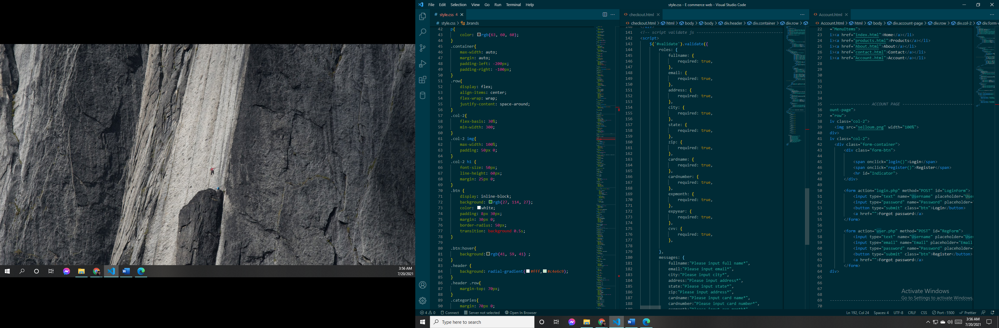 File Edit Selection View Go Run Terminal Help
style.css - E commerce web - Visual Studio Code
# style.css 4
# style.css > .brands
42 p{
43 color: rgb(63, 60, 60);
44 }
45 .container{
46 max-width: auto;
47 margin: auto;
48 padding-left: -200px;
49 padding-right: -100px;
50 }
51 .row{
52 display: flex;
53 align-items: center;
54 flex-wrap: wrap;
55 justify-content: space-around;
56 }
57 .col-2{
58 flex-basis: 30%;
59 min-width: 300;
60 }
61 .col-2 img{
62 max-width: 100%;
63 padding: 50px 0;
64 }
65 .col-2 h1 {
66 font-size: 50px;
67 line-height: 60px;
68 margin: 25px 0;
69 }
70 .btn {
71 display: inline-block;
72 background: rgb(27, 114, 27);
73 color: white;
74 padding: 8px 30px;
75 margin: 30px 0;
76 border-radius: 50px;
77 transition: background 0.5s;
78 }
79
80 .btn:hover{
81 background: rgb(41, 59, 41) ;
82 }
83 .header {
84 background: radial-gradient( #fff, #c4e6c9);
85 }
86 .header .row{
87 margin-top: 70px;
88 }
89 .categories{
90 margin: 70px 0;
checkout.html
checkout.html > html > body > body > div.header > div.container > div.row >
140 </div>
141 <!-- script validate js -----------------------------------
142 <script>
143 $('#validate').validate({
144 roles: {
145 fullname: {
146 required: true,
147 },
148 email: {
149 required: true,
150 },
151 address: {
152 required: true,
153 },
154 city: {
155 required: true,
156 },
157 state: {
158 required: true,
159 },
160 zip: {
161 required: true,
162 },
163 cardname: {
164 required: true,
165 },
166 cardnumber: {
167 required: true,
168 },
169 expmonth: {
170 required: true,
171 },
172 expyear: {
173 required: true,
174 },
175 cvv: {
176 required: true,
177 },
178
179 },
180 messages: {
181 fullname:"Please input full name*",
182 email:"Please input email*",
183 city:"Please input city*",
184 address:"Please input address*",
185 state:"Please input state*",
186 zip:"Please input address*",
187 cardname:"Please input card name*",
188 cardnumber:"Please input card number*",
189 expmonth:"Please input exp month*"
Account.html
Account.html > html > body > div.account-page > div.row > div.col-2 > div.form-c
22 ="MenuItems">
23 i><a href="index.html">Home</a></li>
24 i><a href="products.html">Products</a></li>
25 i><a href="About.html">About</a></li>
26 i><a href="contact.html">Contact</a></li>
27 i><a href="Account.html">Account</a></li>
28
29
30
31
32
33
34
35 ----------------- ACCOUNT PAGE ------------------------------
36 ount-page">
37 ="row">
38 iv class="col-2">
39 <img src="selloum.png" width="100%">
40 div>
41 iv class="col-2">
42 <div class="form-container">
43 <div class="form-btn">
44
45 <span onclick="login()">Login</span>
46 <span onclick="register()">Register</span>
47 <hr id="Indicator">
48 </div>
49
50 <form action="login.php" method="POST" id="LoginForm">
51 <input type="text" name="Username" placeholder="User
52 <input type="password" name="Password" placeholder="
53 <button type="submit" class="btn">Login</button>
54 <a href="">Forgot password</a>
55 </form>
56
57 <form action="user.php" method="POST" id="RegForm">
58 <input type="text" name="Username" placeholder="User
59 <input type="email" name="Email" placeholder="Email
60 <input type="password" name="Password" placeholder="
61 <button type="submit" class="btn">Register</button>
62 <a href="">Forgot password</a>
63 </form>
64 div>
65
66
67
68
69 -------------------------------------------------------------
70
Activate Windows
Go to Settings to activate Windows.
4 0 Connect Server not selected Open In Browser
Ln 192, Col 24 Spaces: 4 UTF-8 CRLF CSS Port : 5500 Prettier
Type here to search
3:56 AM
7/20/2021
3:56 AM
7/20/2021